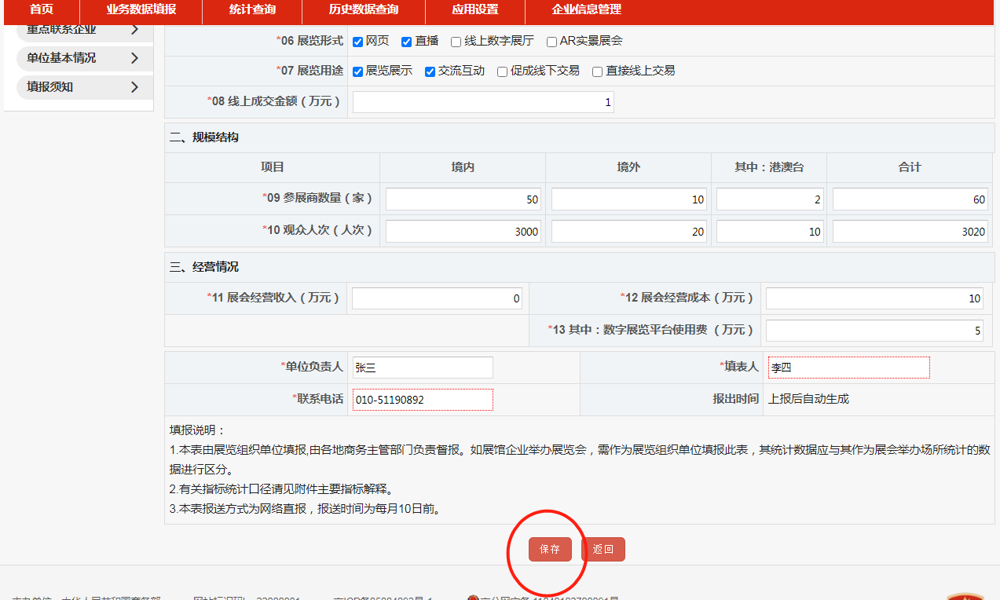 首页 业务数据填报 统计查询 历史数据查询 应用设置 企业信息管理
重点联系企业
单位基本情况
填报须知
*06 展览形式 网页 直播 线上数字展厅 AR实景展会
*07 展览用途 展览展示 交流互动 促成线下交易 直接线上交易
*08 线上成交金额（万元） 1
二、规模结构
项目 境内 境外 其中：港澳台 合计
*09 参展商数量（家） 50 10 2 60
*10 观众人次（人次） 3000 20 10 3020
三、经营情况
*11 展会经营收入（万元） 0 *12 展会经营成本（万元） 10
*13 其中：数字展览平台使用费 （万元） 5
*单位负责人 张三 *填表人 李四
*联系电话 010-51190892 报出时间 上报后自动生成
填报说明：
1.本表由展览组织单位填报,由各地商务主管部门负责督报。如展馆企业举办展览会，需作为展览组织单位填报此表，其统计数据应与其作为展会举办场所统计的数
据进行区分。
2.有关指标统计口径请见附件主要指标解释。
3.本表报送方式为网络直报，报送时间为每月10日前。
保存 返回